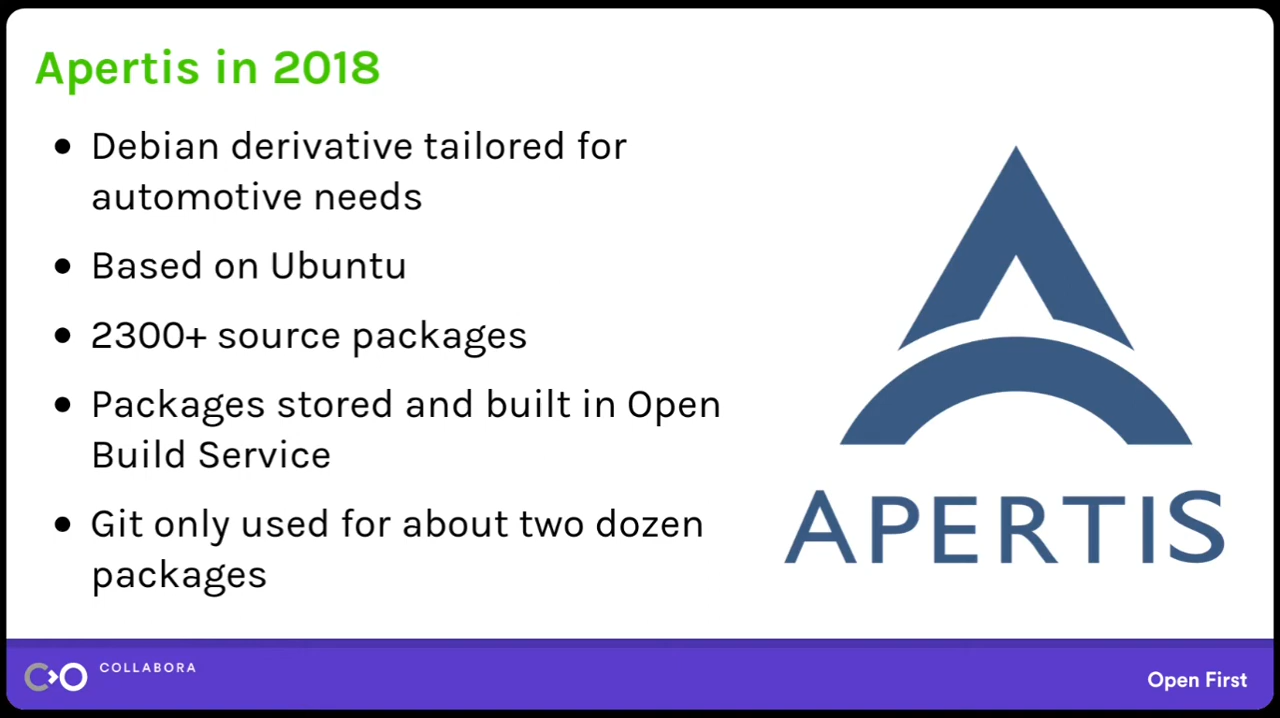 Apertis in 2018
• Debian derivative tailored for
automotive needs
• Based on Ubuntu
• 2300+ source packages
• Packages stored and built in Open
Build Service
• Git only used for about two dozen
packages
APERTIS
COLLABORA
Open First